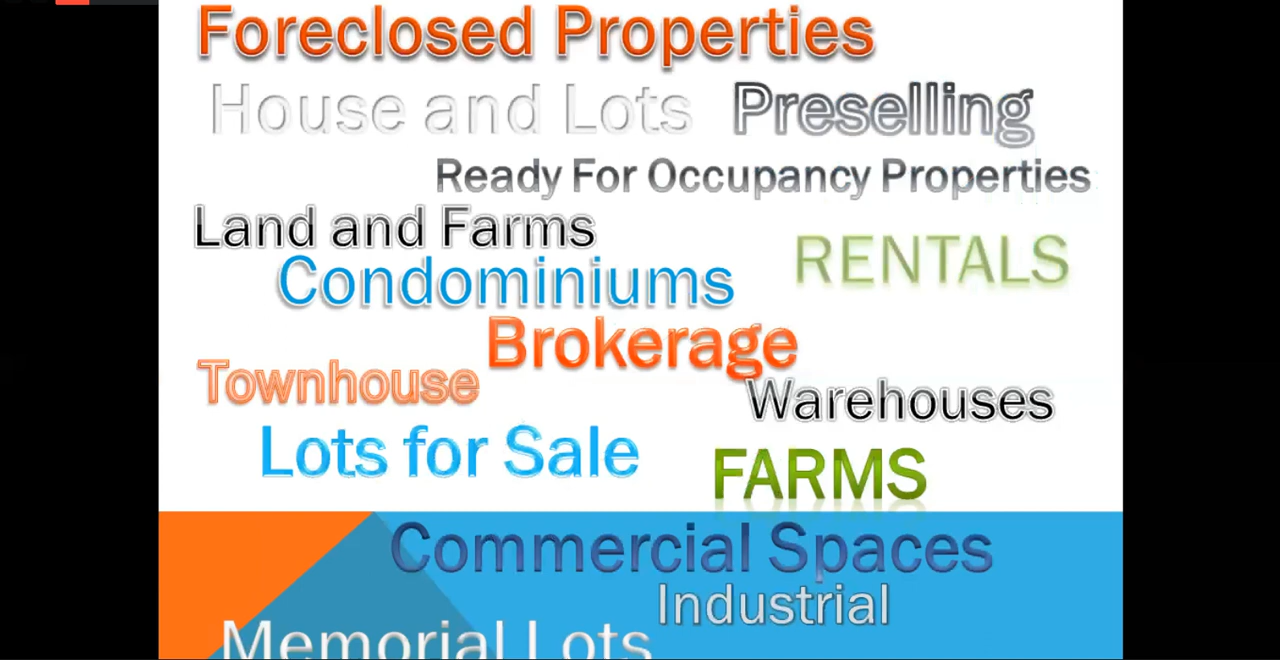 Foreclosed Properties
House and Lots
Preselling
Ready For Occupancy Properties
Land and Farms
RENTALS
Condominiums
Brokerage
Townhouse
Warehouses
Lots for Sale
FARMS
Commercial Spaces
Industrial
Memorial Lots